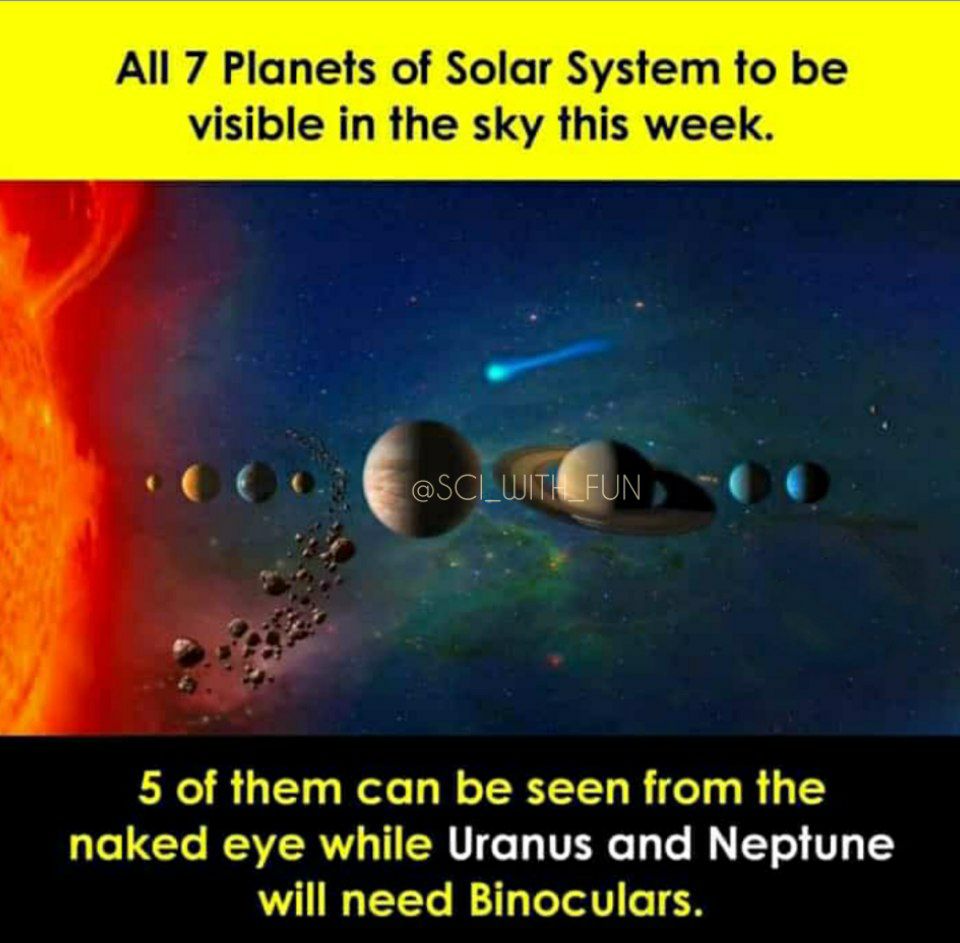 All 7 Planets of Solar System to be
visible in the sky this week.
@SCI_WITH_FUN
5 of them can be seen from the
naked eye while Uranus and Neptune
will need Binoculars.